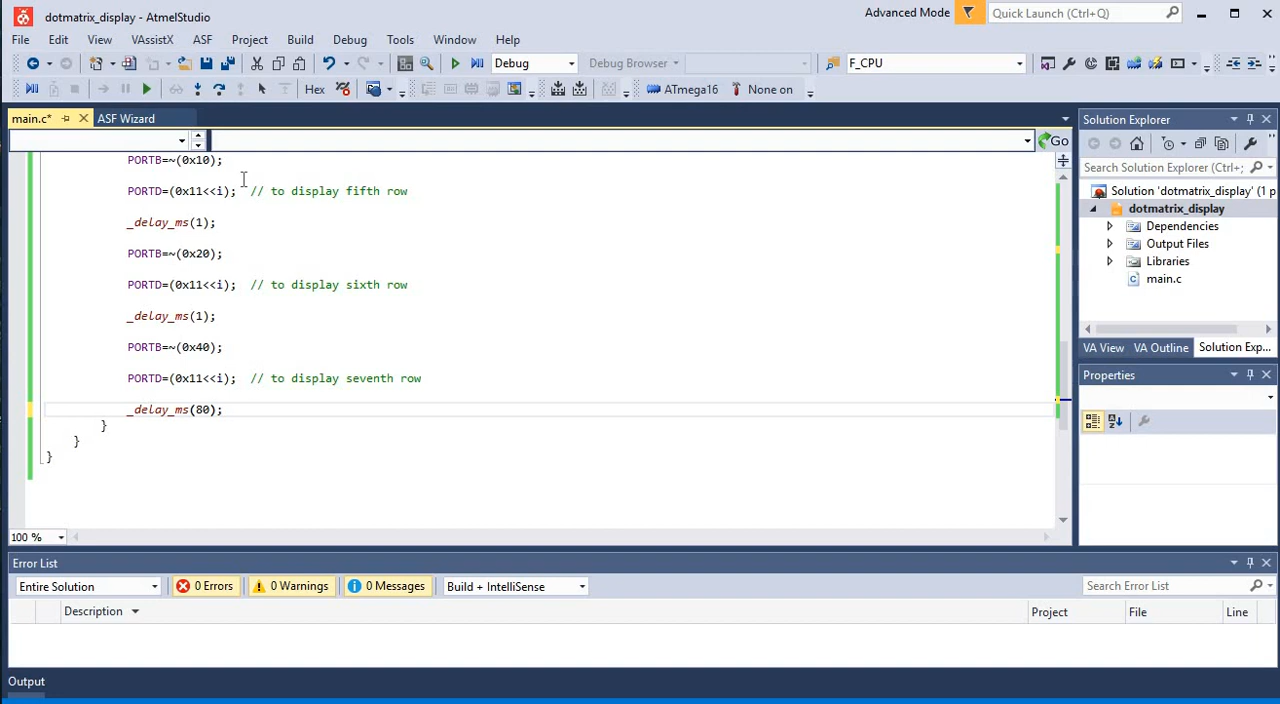 dotmatrix_display - AtmelStudio
Advanced Mode
Quick Launch (Ctrl+Q)
File Edit View VAssistX ASF Project Build Debug Tools Window Help
Debug
Debug Browser
F_CPU
Hex
ATmega16
None on
main.c*
ASF Wizard
Go
PORTB=~(0x10);
PORTD=(0x11<<i); // to display fifth row
_delay_ms(1);
PORTB=~(0x20);
PORTD=(0x11<<i); // to display sixth row
_delay_ms(1);
PORTB=~(0x40);
PORTD=(0x11<<i); // to display seventh row
_delay_ms(80);
}
}
}
100 %
Solution Explorer
Search Solution Explorer (Ctrl+;
Solution 'dotmatrix_display' (1 p
dotmatrix_display
Dependencies
Output Files
Libraries
main.c
VA View VA Outline Solution Exp...
Properties
Error List
Entire Solution
0 Errors
0 Warnings
0 Messages
Build + IntelliSense
Search Error List
Description
Project
File
Line
Output